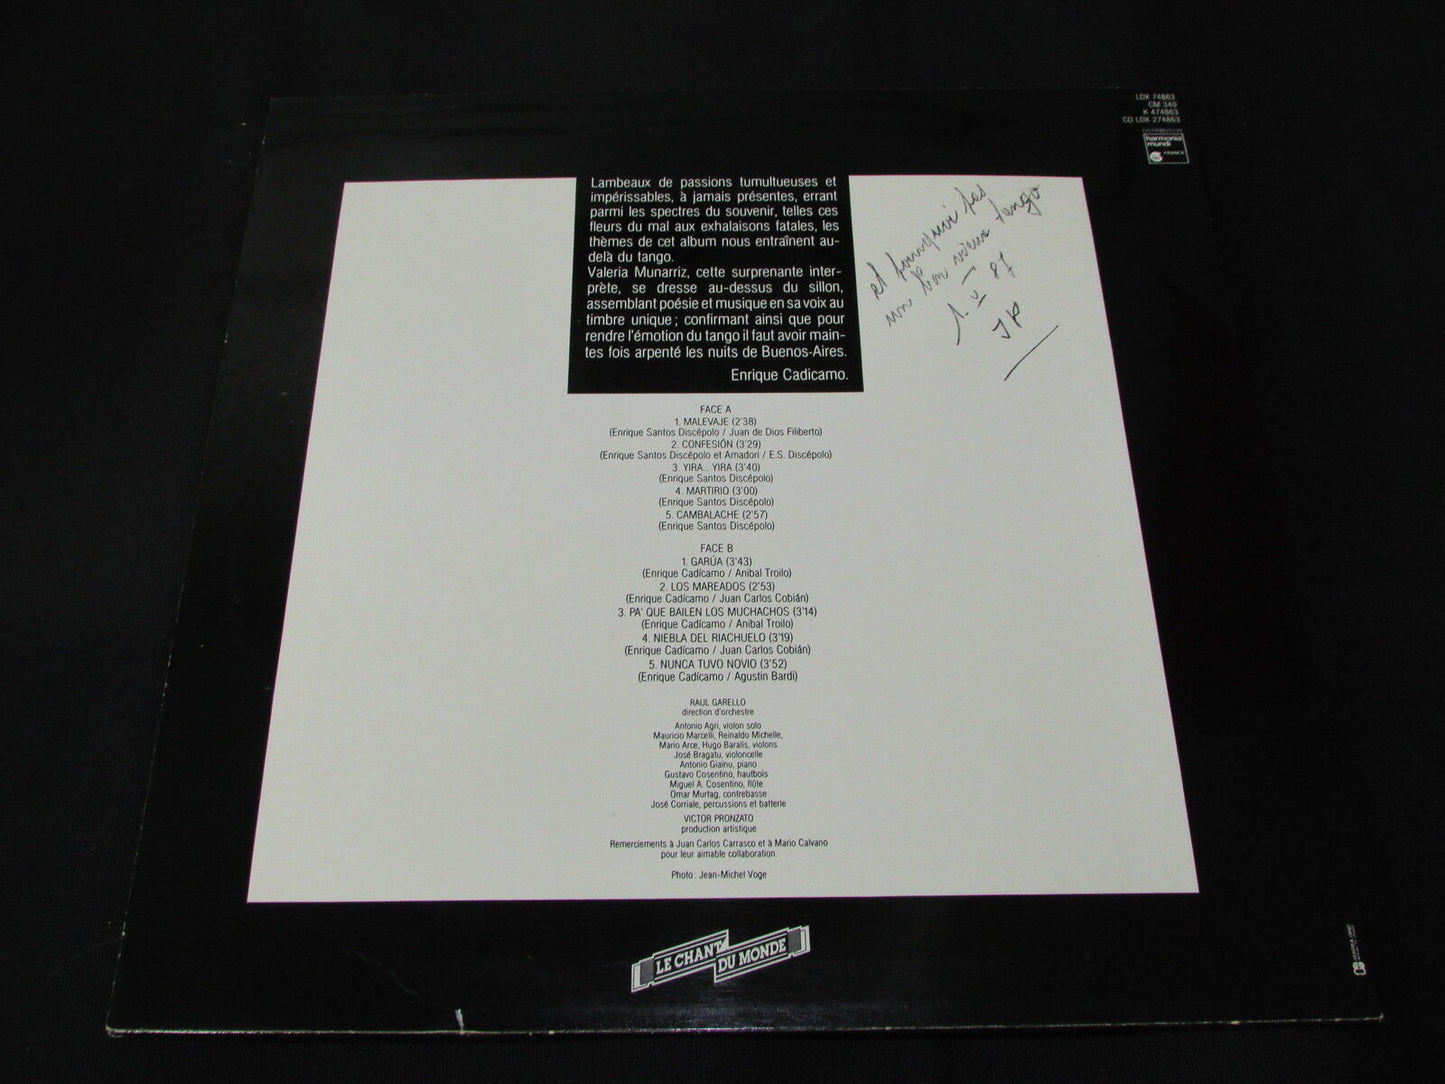 LDX 74863
CM 340
K 474863
CD LDX 274863
DISTRIBUTION
harmonia
mundi
FRANCE
Lambeaux de passions tumultueuses et
impérissables, à jamais présentes, errant
parmi les spectres du souvenir, telles ces
fleurs du mal aux exhalaisons fatales, les
thèmes de cet album nous entraînent au-
delà du tango.
Valeria Munarriz, cette surprenante inter-
prète, se dresse au-dessus du sillon,
assemblant poésie et musique en sa voix au
timbre unique ; confirmant ainsi que pour
rendre l'émotion du tango il faut avoir main-
tes fois arpenté les nuits de Buenos-Aires.
Enrique Cadicamo.
et pourquoi pas
un bon vieux tango
1. V 87
JP
FACE A
1. MALEVAJE (2'38)
(Enrique Santos Discépolo / Juan de Dios Filiberto)
2. CONFESIÓN (3'29)
(Enrique Santos Discépolo et Amadori / E.S. Discépolo)
3. YIRA... YIRA (3'40)
(Enrique Santos Discépolo)
4. MARTIRIO (3'00)
(Enrique Santos Discépolo)
5. CAMBALACHE (2'57)
(Enrique Santos Discépolo)
FACE B
1. GARÚA (3'43)
(Enrique Cadícamo / Anibal Troilo)
2. LOS MAREADOS (2'53)
(Enrique Cadícamo / Juan Carlos Cobián)
3. PA' QUE BAILEN LOS MUCHACHOS (3'14)
(Enrique Cadícamo / Anibal Troilo)
4. NIEBLA DEL RIACHUELO (3'19)
(Enrique Cadícamo / Juan Carlos Cobián)
5. NUNCA TUVO NOVIO (3'52)
(Enrique Cadícamo / Agustin Bardi)
RAUL GARELLO
direction d'orchestre
Antonio Agri, violon solo
Mauricio Marcelli, Reinaldo Michelle,
Mario Arce, Hugo Baralis, violons
José Bragatu, violoncelle
Antonio Giainu, piano
Gustavo Cosentino, hautbois
Miguel A. Cosentino, flûte
Omar Murtag, contrebasse
José Corriale, percussions et batterie
VICTOR PRONZATO
production artistique
Remerciements à Juan Carlos Carrasco et à Mario Calvano
pour leur aimable collaboration.
Photo : Jean-Michel Voge
LE CHANT
DU MONDE